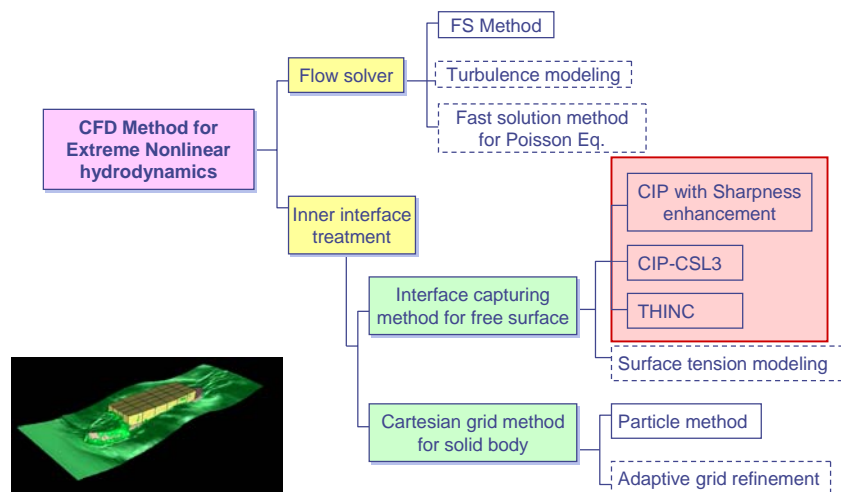 FS Method
Flow solver
Turbulence modeling
CFD Method for
Extreme Nonlinear
hydrodynamics
Fast solution method
for Poisson Eq.
CIP with Sharpness
enhancement
Inner interface
treatment
CIP-CSL3
Interface capturing
method for free surface
THINC
Surface tension modeling
Cartesian grid method
for solid body
Particle method
Adaptive grid refinement